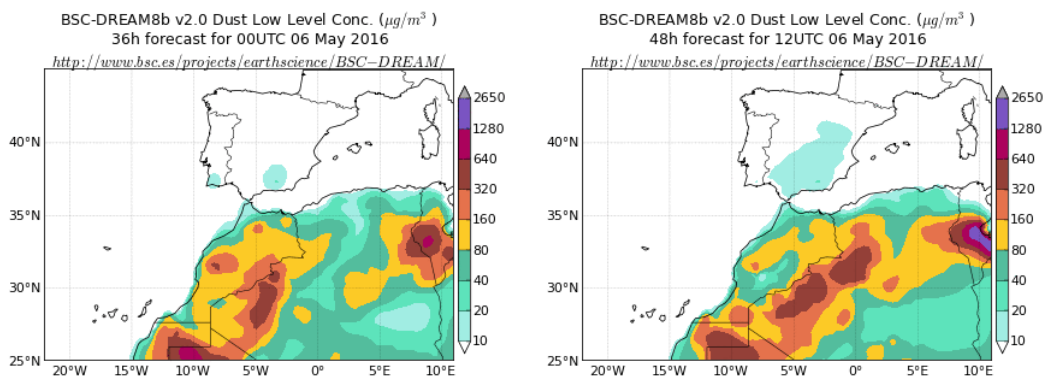 BSC-DREAM8b v2.0 Dust Low Level Conc. (μg/m³ )
36h forecast for 00UTC 06 May 2016
http://www.bsc.es/projects/earthscience/BSC−DREAM/
40°N
35°N
30°N
25°N
20°W
15°W
10°W
5°W
0°
5°E
10°E
2650
1280
640
320
160
80
40
20
10
BSC-DREAM8b v2.0 Dust Low Level Conc. (μg/m³ )
48h forecast for 12UTC 06 May 2016
http://www.bsc.es/projects/earthscience/BSC−DREAM/
40°N
35°N
30°N
25°N
20°W
15°W
10°W
5°W
0°
5°E
10°E
2650
1280
640
320
160
80
40
20
10